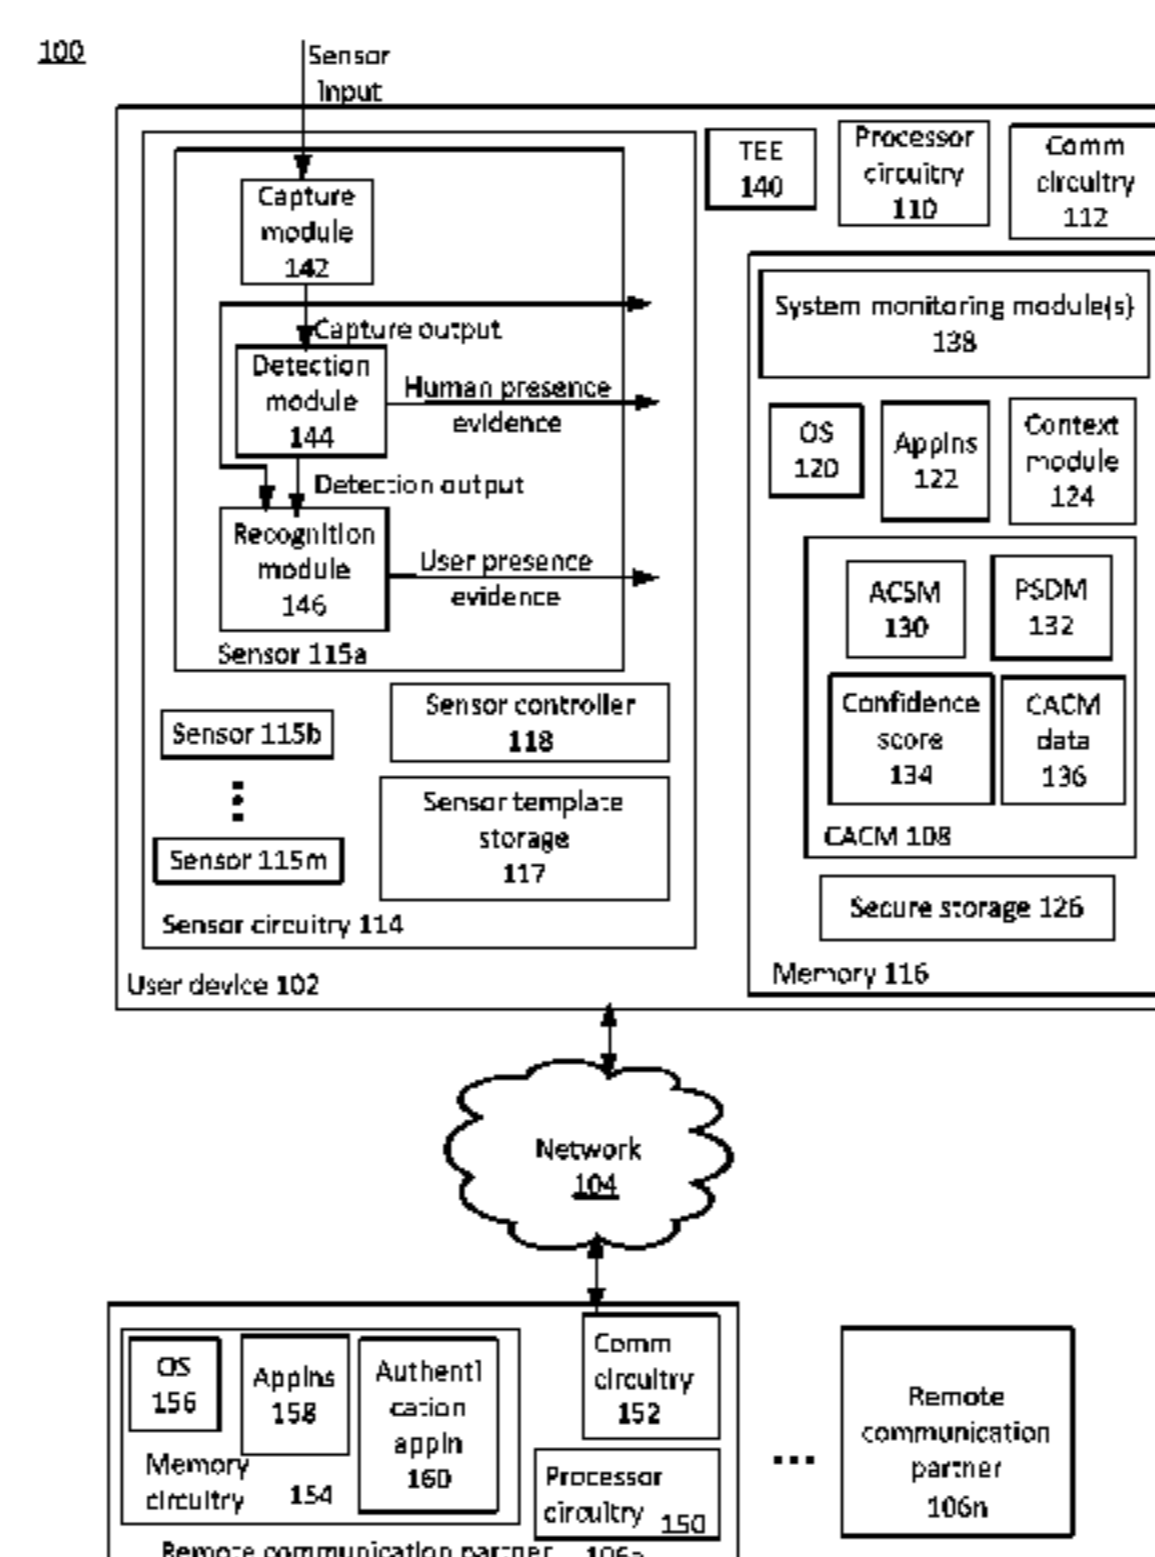 100
Sensor
Input
Capture
module
142
Capture output
Detection
module
144
Human presence
evidence
Detection output
Recognition
module
146
User presence
evidence
Sensor 115a
Sensor controller
118
Sensor 115b
Sensor template
storage
117
Sensor 115m
Sensor circuitry 114
User device 102
TEE
140
Processor
circuitry
110
Comm
circuitry
112
System monitoring module(s)
138
OS
120
Applns
122
Context
module
124
ACSM
130
PSDM
132
Confidence
score
134
CACM
data
136
CACM 108
Secure storage 126
Memory 116
Network
104
OS
156
Applns
158
Authenti
cation
appln
160
Memory
circuitry 154
Comm
circuitry
152
Processor
circuitry 150
Remote communication partner 106a
...
Remote
communication
partner
106n